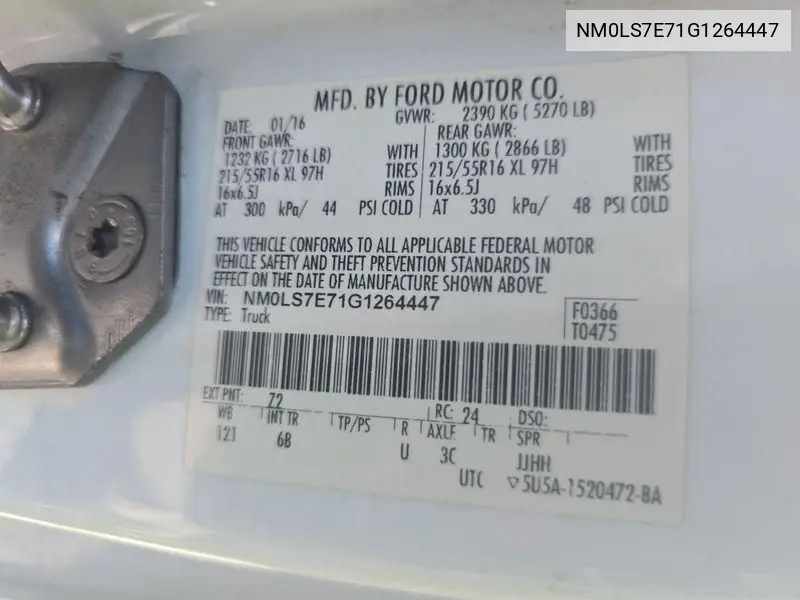 NM0LS7E71G1264447
MFD. BY FORD MOTOR CO.
DATE: 01/16 GVWR: 2390 KG ( 5270 LB)
FRONT GAWR: REAR GAWR:
1232 KG ( 2716 LB) WITH 1300 KG ( 2866 LB) WITH
215/55R16 XL 97H TIRES 215/55R16 XL 97H TIRES
16x6.5J RIMS 16x6.5J RIMS
AT 300 kPa/ 44 PSI COLD AT 330 kPa/ 48 PSI COLD
THIS VEHICLE CONFORMS TO ALL APPLICABLE FEDERAL MOTOR
VEHICLE SAFETY AND THEFT PREVENTION STANDARDS IN
EFFECT ON THE DATE OF MANUFACTURE SHOWN ABOVE.
VIN: NM0LS7E71G1264447
TYPE: Truck
F0366
T0475
EXT PNT: 72 RC: 24 DSO:
WB INT TR TP/PS R AXLE TR SPR
121 6B U 3C JJHH
UTC ▽5U5A-1520472-BA